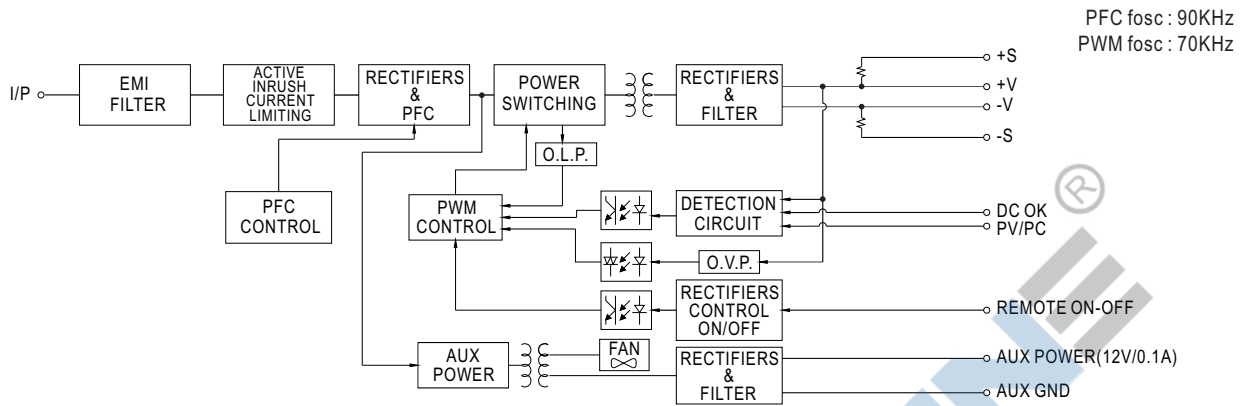 PFC fosc : 90KHz
PWM fosc : 70KHz
I/P
EMI
FILTER
ACTIVE
INRUSH
CURRENT
LIMITING
RECTIFIERS
&
PFC
POWER
SWITCHING
RECTIFIERS
&
FILTER
+S
+V
-V
-S
O.L.P.
PFC
CONTROL
PWM
CONTROL
DETECTION
CIRCUIT
DC OK
PV/PC
O.V.P.
RECTIFIERS
CONTROL
ON/OFF
REMOTE ON-OFF
AUX
POWER
FAN
RECTIFIERS
&
FILTER
AUX POWER(12V/0.1A)
AUX GND
®